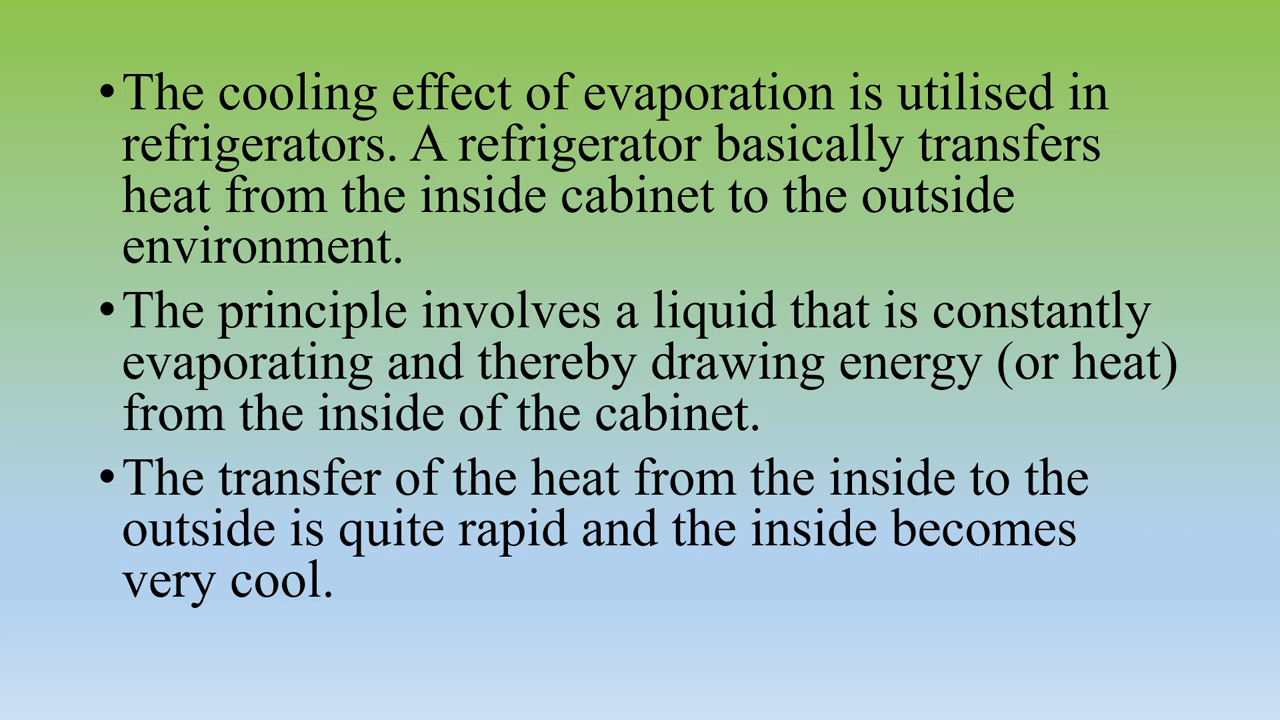 •The cooling effect of evaporation is utilised in
refrigerators. A refrigerator basically transfers
heat from the inside cabinet to the outside
environment.
•The principle involves a liquid that is constantly
evaporating and thereby drawing energy (or heat)
from the inside of the cabinet.
•The transfer of the heat from the inside to the
outside is quite rapid and the inside becomes
very cool.